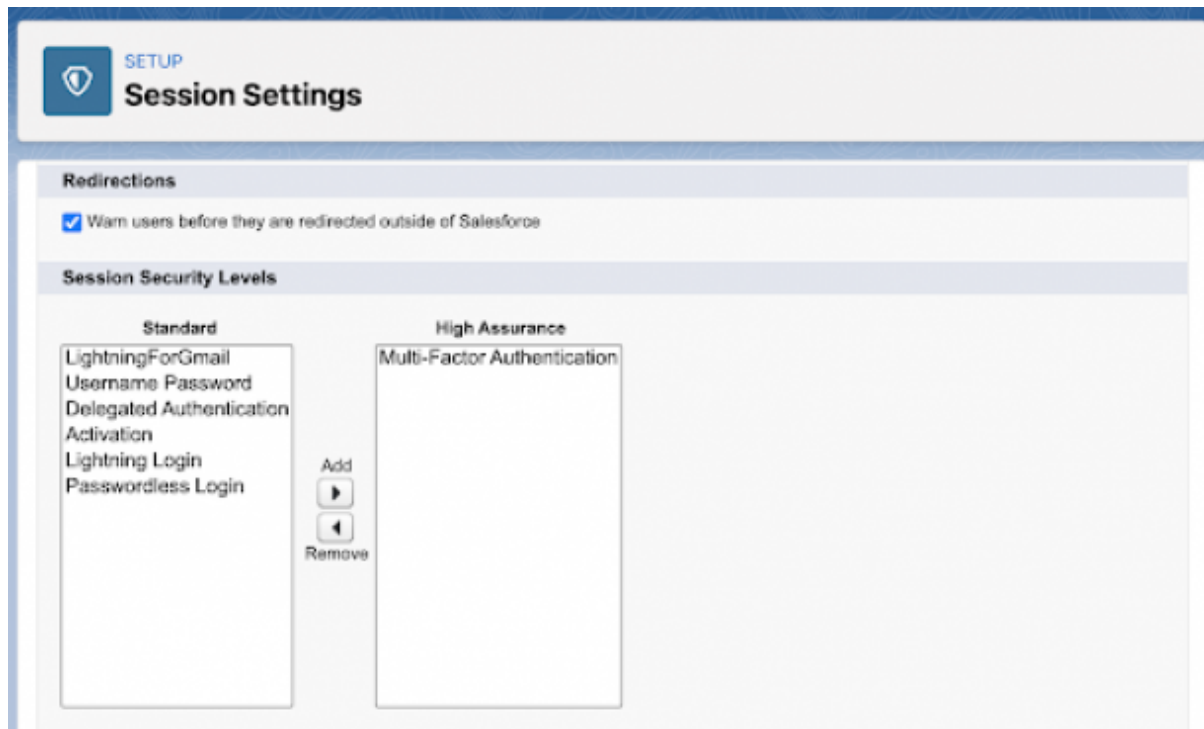 SETUP
Session Settings
Redirections
Warn users before they are redirected outside of Salesforce
Session Security Levels
Standard
High Assurance
LightningForGmail
Username Password
Delegated Authentication
Activation
Lightning Login
Passwordless Login
Add
Remove
Multi-Factor Authentication